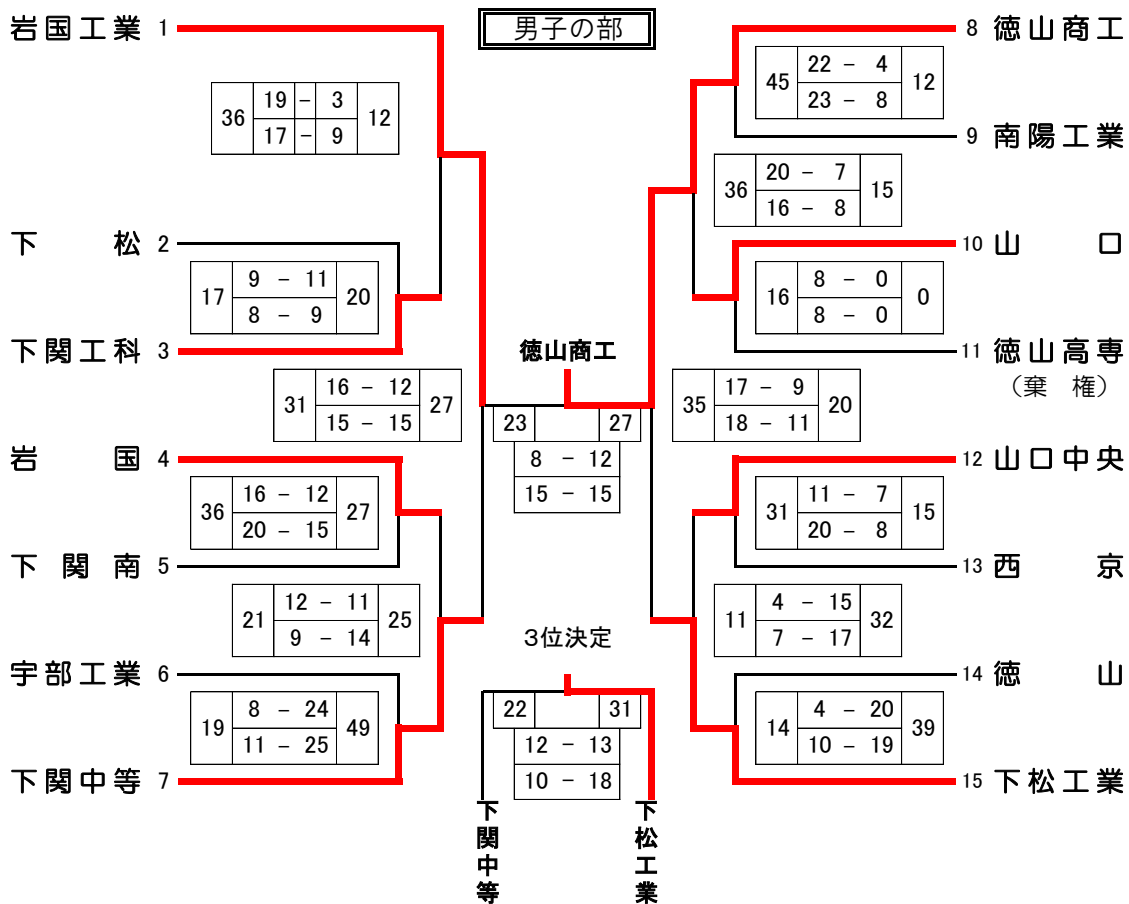 男子の部
岩国工業 1
36 19 - 3 12
17 - 9
下松 2
17 9 - 11 20
8 - 9
下関工科 3
31 16 - 12 27
15 - 15
岩国 4
36 16 - 12 27
20 - 15
下関南 5
21 12 - 11 25
9 - 14
宇部工業 6
19 8 - 24 49
11 - 25
下関中等 7
徳山商工
23 27
8 - 12
15 - 15
3位決定
22 31
12 - 13
10 - 18
下関中等
下松工業
8 徳山商工
45 22 - 4 12
23 - 8
9 南陽工業
36 20 - 7 15
16 - 8
10 山口
16 8 - 0 0
8 - 0
11 徳山高専
（棄権）
35 17 - 9 20
18 - 11
12 山口中央
31 11 - 7 15
20 - 8
13 西京
11 4 - 15 32
7 - 17
14 徳山
14 4 - 20 39
10 - 19
15 下松工業